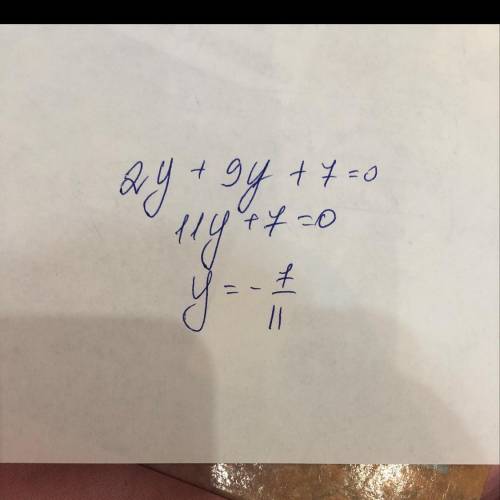 2y + 9y + 7 = 0
11y + 7 = 0
y = - 7/11